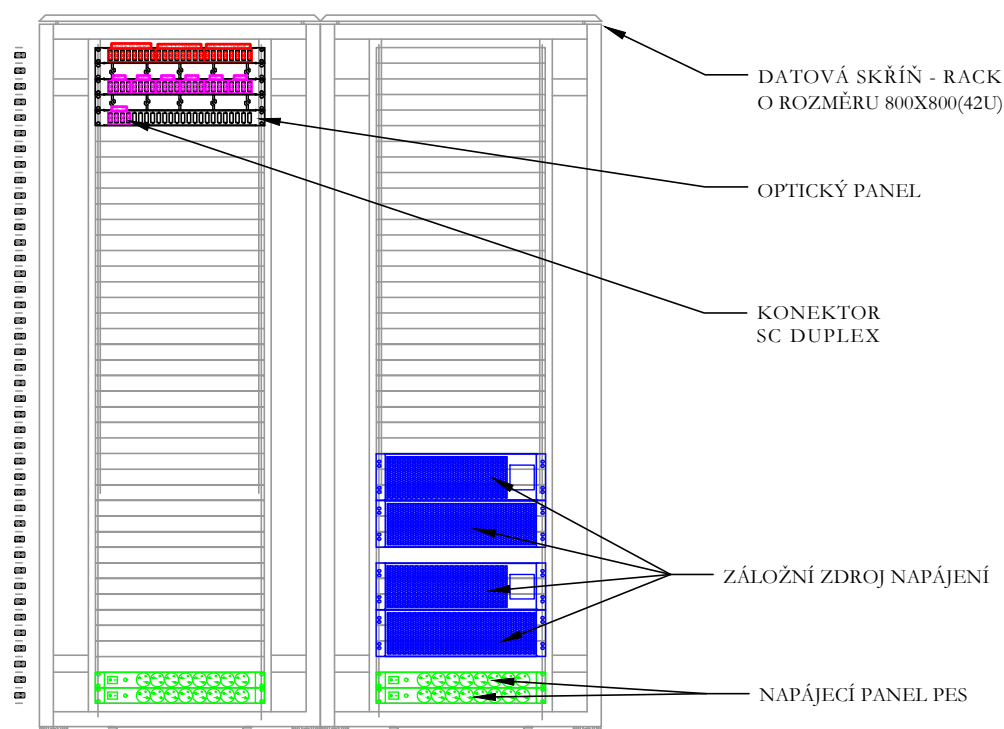 DATOVÁ SKŘÍŇ - RACK
O ROZMĚRU 800X800(42U)
OPTICKÝ PANEL
KONEKTOR
SC DUPLEX
ZÁLOŽNÍ ZDROJ NAPÁJENÍ
NAPÁJECÍ PANEL PES